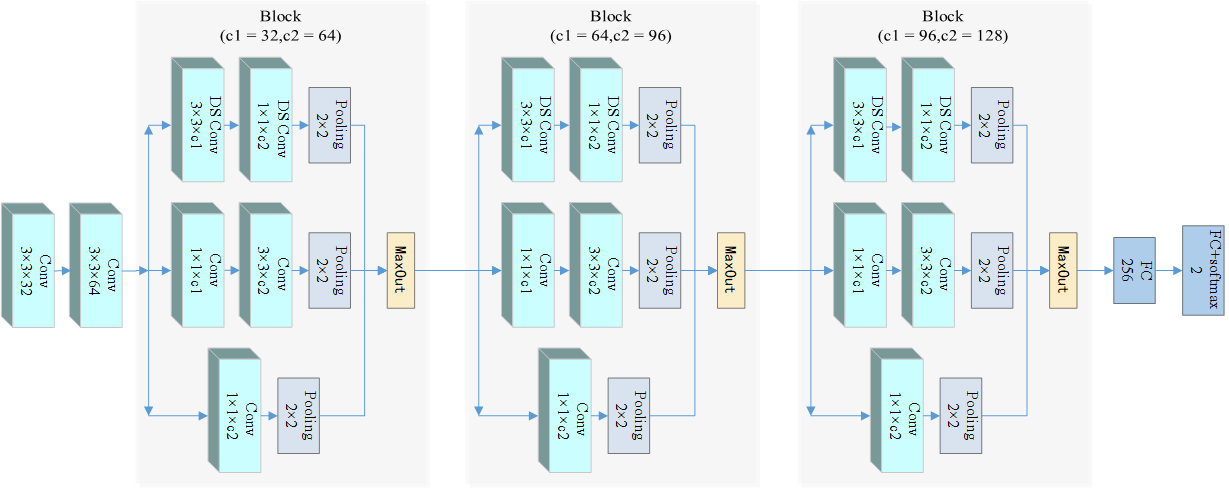 Block
(c1 = 32,c2 = 64)
Block
(c1 = 64,c2 = 96)
Block
(c1 = 96,c2 = 128)
Conv
3×3×32
Conv
3×3×64
DS Conv
3×3×c1
DS Conv
1×1×c2
Pooling
2×2
Conv
1×1×c1
Conv
3×3×c2
Pooling
2×2
Conv
1×1×c2
Pooling
2×2
MaxOut
DS Conv
3×3×c1
DS Conv
1×1×c2
Pooling
2×2
Conv
1×1×c1
Conv
3×3×c2
Pooling
2×2
Conv
1×1×c2
Pooling
2×2
MaxOut
DS Conv
3×3×c1
DS Conv
1×1×c2
Pooling
2×2
Conv
1×1×c1
Conv
3×3×c2
Pooling
2×2
Conv
1×1×c2
Pooling
2×2
MaxOut
FC
256
FC+softmax
2